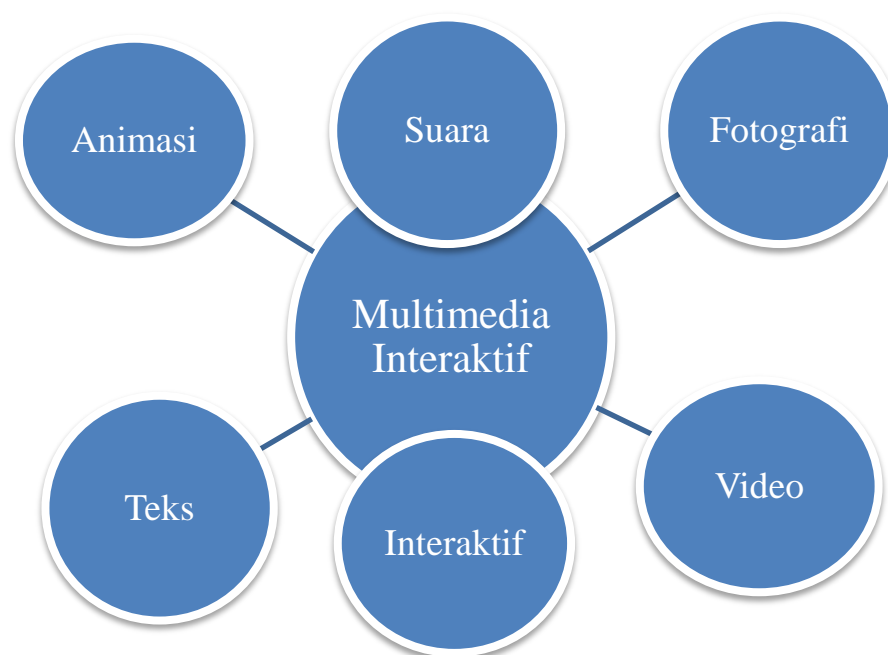 Animasi
Suara
Fotografi
Multimedia
Interaktif
Teks
Interaktif
Video